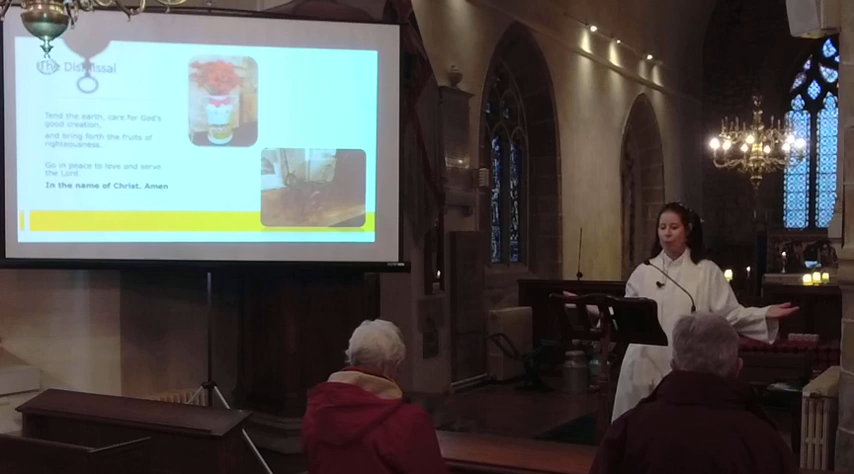 The Dismissal
Tend the earth, care for God's
good creation,
and bring forth the fruits of
righteousness.
Go in peace to love and serve
the Lord.
In the name of Christ. Amen